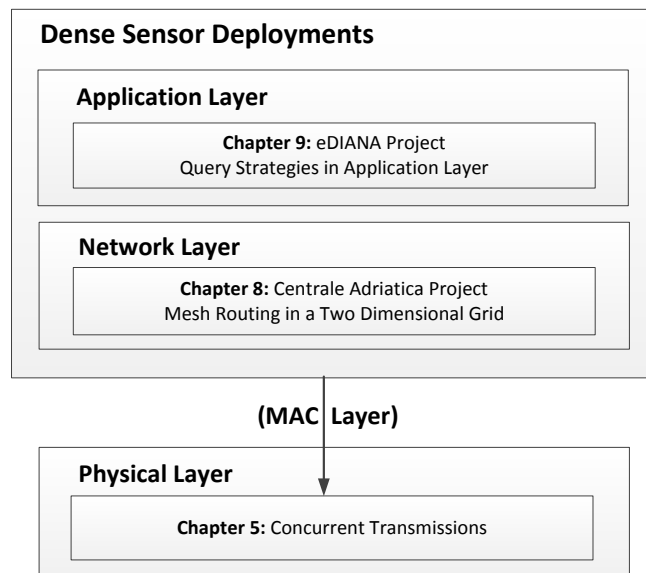 Dense Sensor Deployments
Application Layer
Chapter 9: eDIANA Project
Query Strategies in Application Layer
Network Layer
Chapter 8: Centrale Adriatica Project
Mesh Routing in a Two Dimensional Grid
(MAC Layer)
Physical Layer
Chapter 5: Concurrent Transmissions